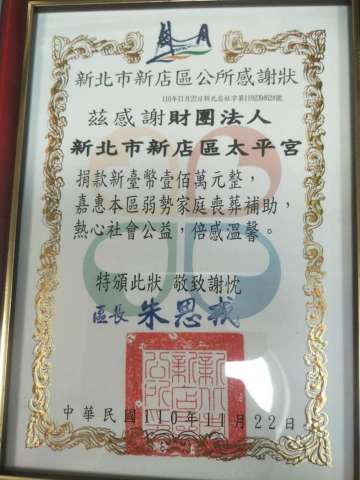 新北市新店區公所感謝狀
茲感謝財團法人
新北市新店區太平宮
捐款新臺幣壹佰萬元整，
嘉惠本區弱勢家庭喪葬補助，
熱心社會公益，倍感溫馨。
特頒此狀 敬致謝忱
區長 朱思戎
中華民國110年11月22日